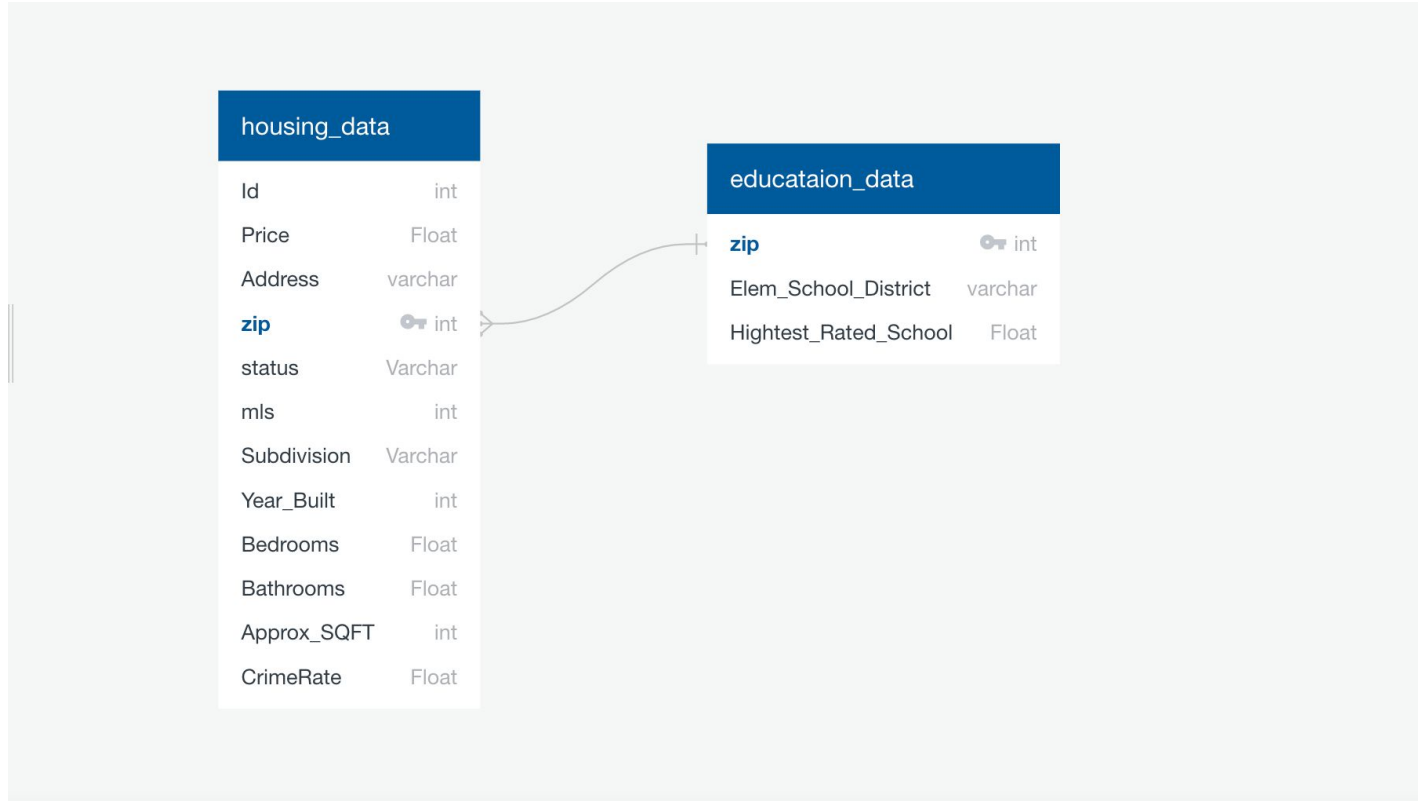 housing_data
Id int
Price Float
Address varchar
zip int
status Varchar
mls int
Subdivision Varchar
Year_Built int
Bedrooms Float
Bathrooms Float
Approx_SQFT int
CrimeRate Float
educataion_data
zip int
Elem_School_District varchar
Hightest_Rated_School Float